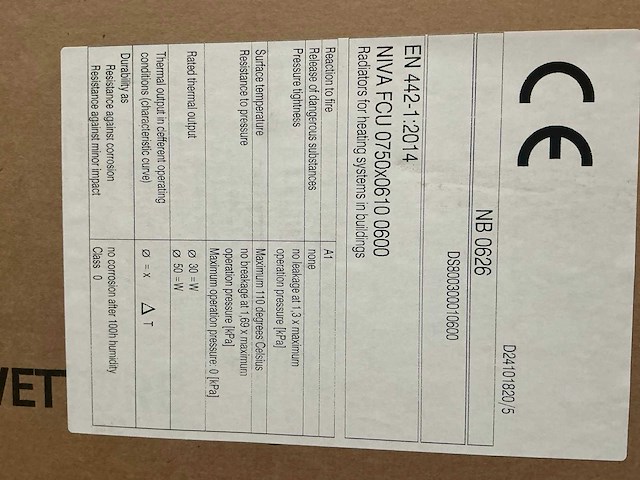 CE
D24101820/5
NB 0626
DS800300010600
EN 442-1:2014
NIVA FCU 0750x0610 0600
Radiators for heating systems in buildings
Reaction to fire A1
Release of dangerous substances none
Pressure tightness no leakage at 1,3 x maximum
operation pressure [kPa]
Surface temperature Maximum 110 degrees Celsius
Resistance to pressure no breakage at 1,69 x maximum
operation pressure [kPa]
Maximum operation pressure: 0 [kPa]
Rated thermal output Ø 30 =W
Ø 50 =W
Thermal output in different operating
conditions (characteristic curve) Ø = x Δ T
Durability as
Resistance against corrosion no corrosion after 100h humidity
Resistance against minor impact Class 0
VET